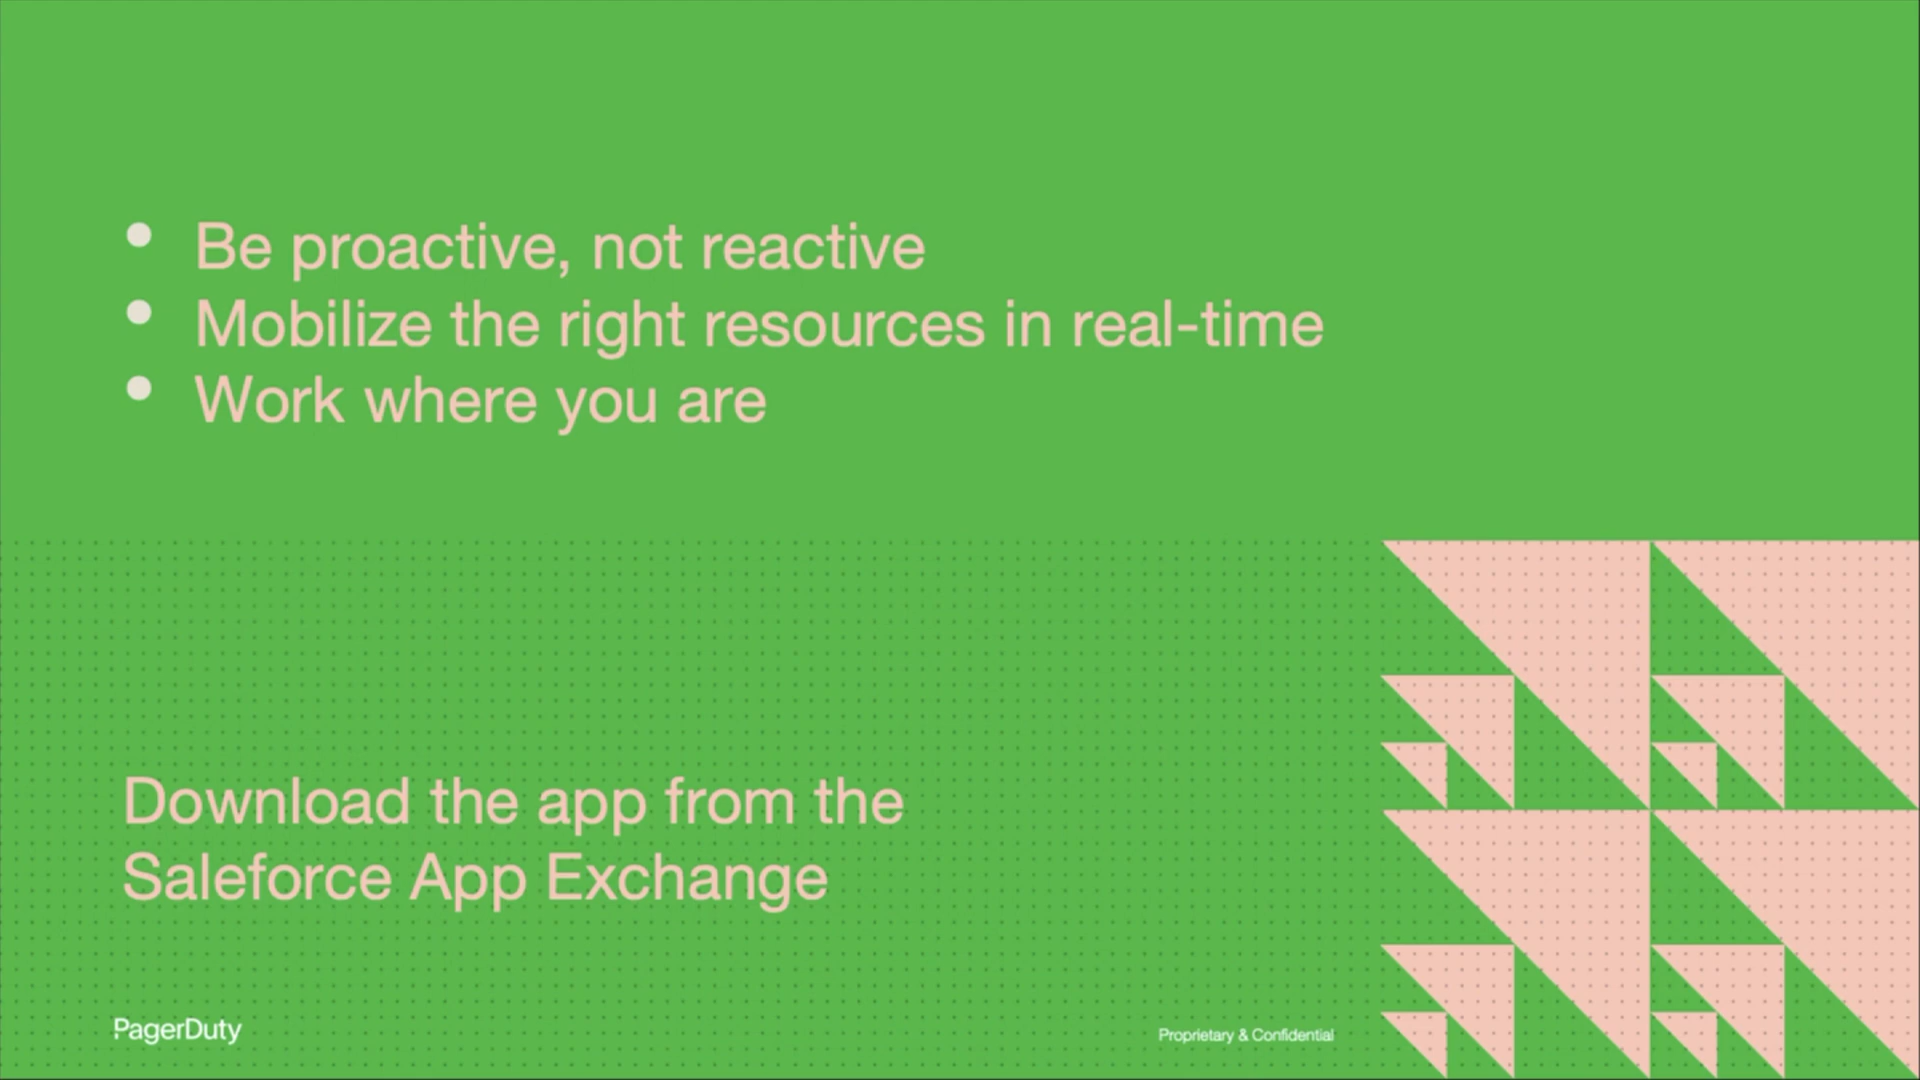 • Be proactive, not reactive
• Mobilize the right resources in real-time
• Work where you are
Download the app from the
Saleforce App Exchange
PagerDuty
Proprietary & Confidential